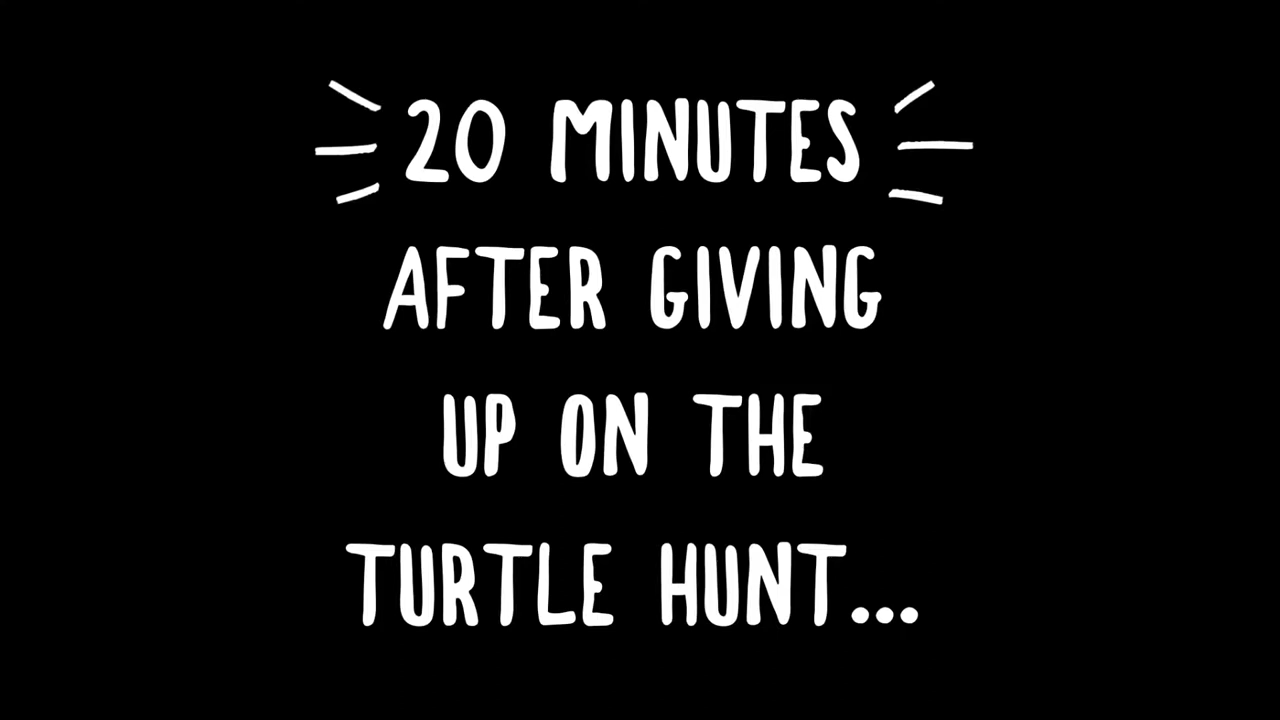 20 MINUTES
AFTER GIVING
UP ON THE
TURTLE HUNT...